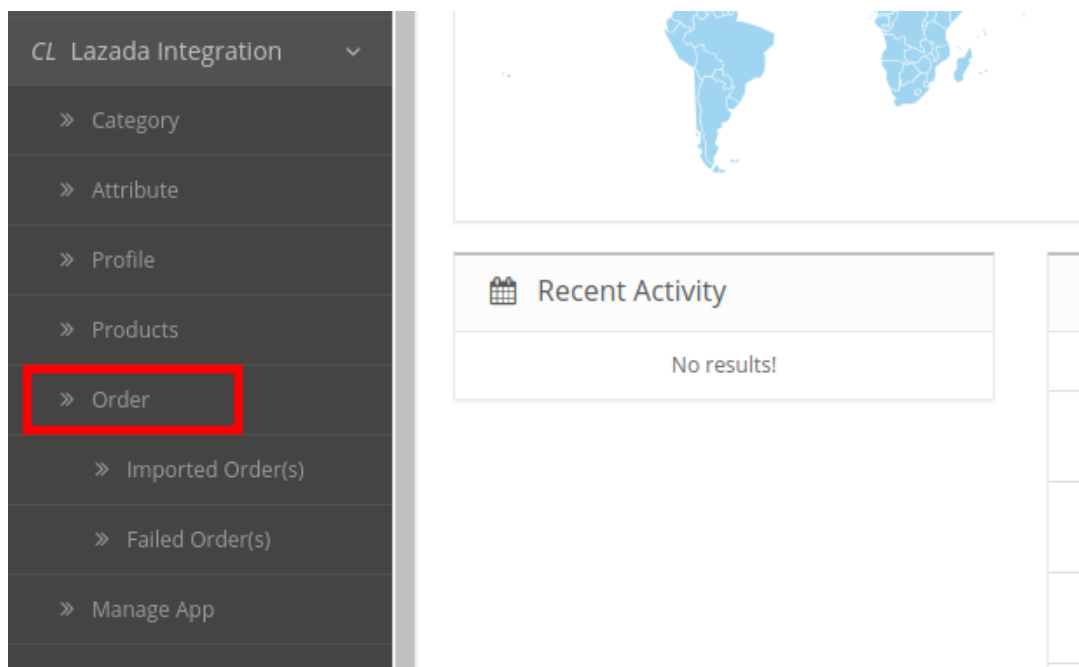 CL Lazada Integration
Category
Attribute
Profile
Products
Order
Imported Order(s)
Failed Order(s)
Manage App
Recent Activity
No results!